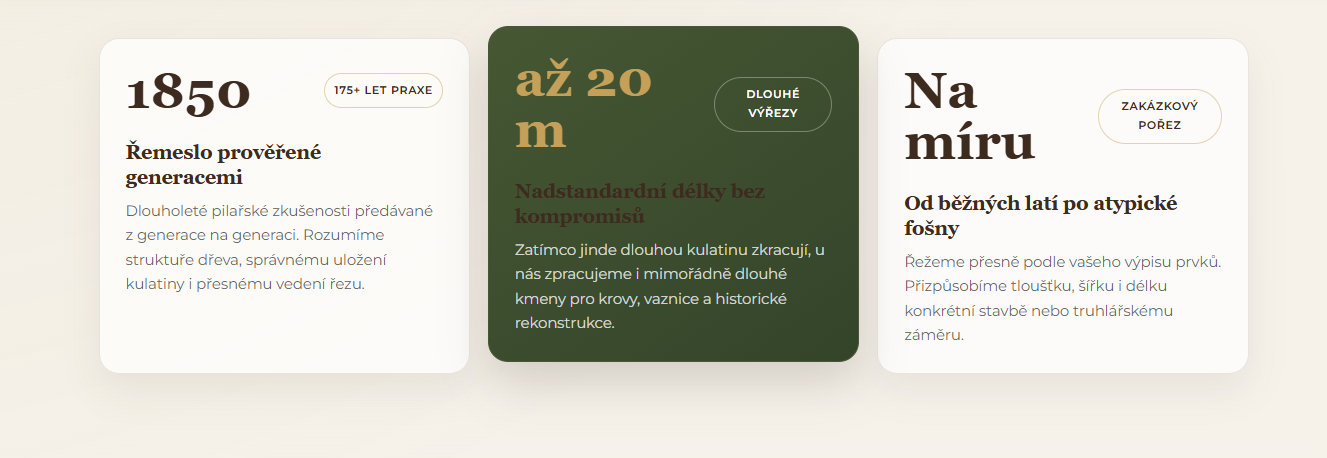 1850
175+ LET PRAXE
Řemeslo prověřené
generacemi
Dlouholeté pilařské zkušenosti předávané
z generace na generaci. Rozumíme
struktuře dřeva, správnému uložení
kulatiny i přesnému vedení řezu.
až 20
m
DLOUHÉ
VÝŘEZY
Nadstandardní délky bez
kompromisů
Zatímco jinde dlouhou kulatinu zkracují, u
nás zpracujeme i mimořádně dlouhé
kmeny pro krovy, vaznice a historické
rekonstrukce.
Na
míru
ZAKÁZKOVÝ
POŘEZ
Od běžných latí po atypické
fošny
Řežeme přesně podle vašeho výpisu prvků.
Přizpůsobíme tloušťku, šířku i délku
konkrétní stavbě nebo truhlářskému
záměru.